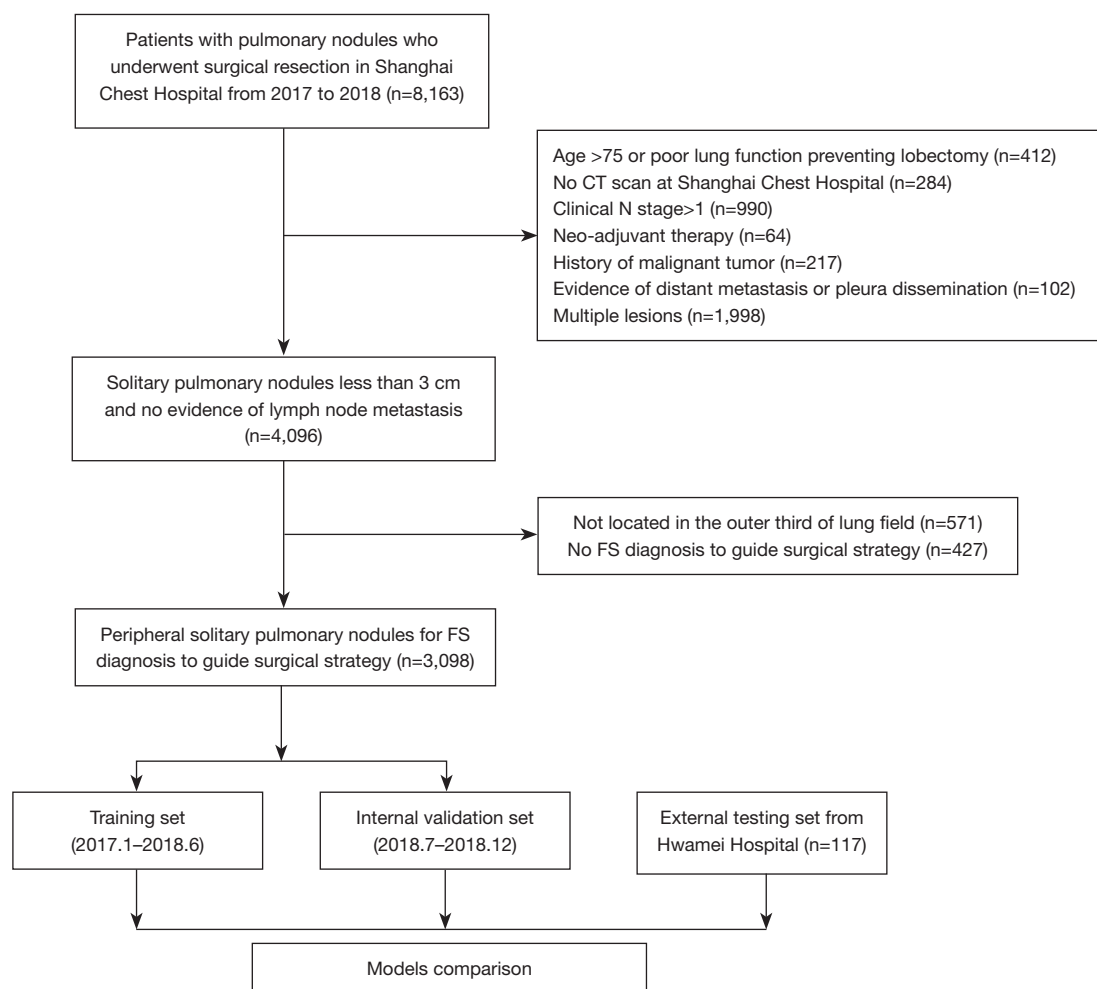 Patients with pulmonary nodules who
underwent surgical resection in Shanghai
Chest Hospital from 2017 to 2018 (n=8,163)
Age >75 or poor lung function preventing lobectomy (n=412)
No CT scan at Shanghai Chest Hospital (n=284)
Clinical N stage>1 (n=990)
Neo-adjuvant therapy (n=64)
History of malignant tumor (n=217)
Evidence of distant metastasis or pleura dissemination (n=102)
Multiple lesions (n=1,998)
Solitary pulmonary nodules less than 3 cm
and no evidence of lymph node metastasis
(n=4,096)
Not located in the outer third of lung field (n=571)
No FS diagnosis to guide surgical strategy (n=427)
Peripheral solitary pulmonary nodules for FS
diagnosis to guide surgical strategy (n=3,098)
Training set
(2017.1–2018.6)
Internal validation set
(2018.7–2018.12)
External testing set from
Hwamei Hospital (n=117)
Models comparison